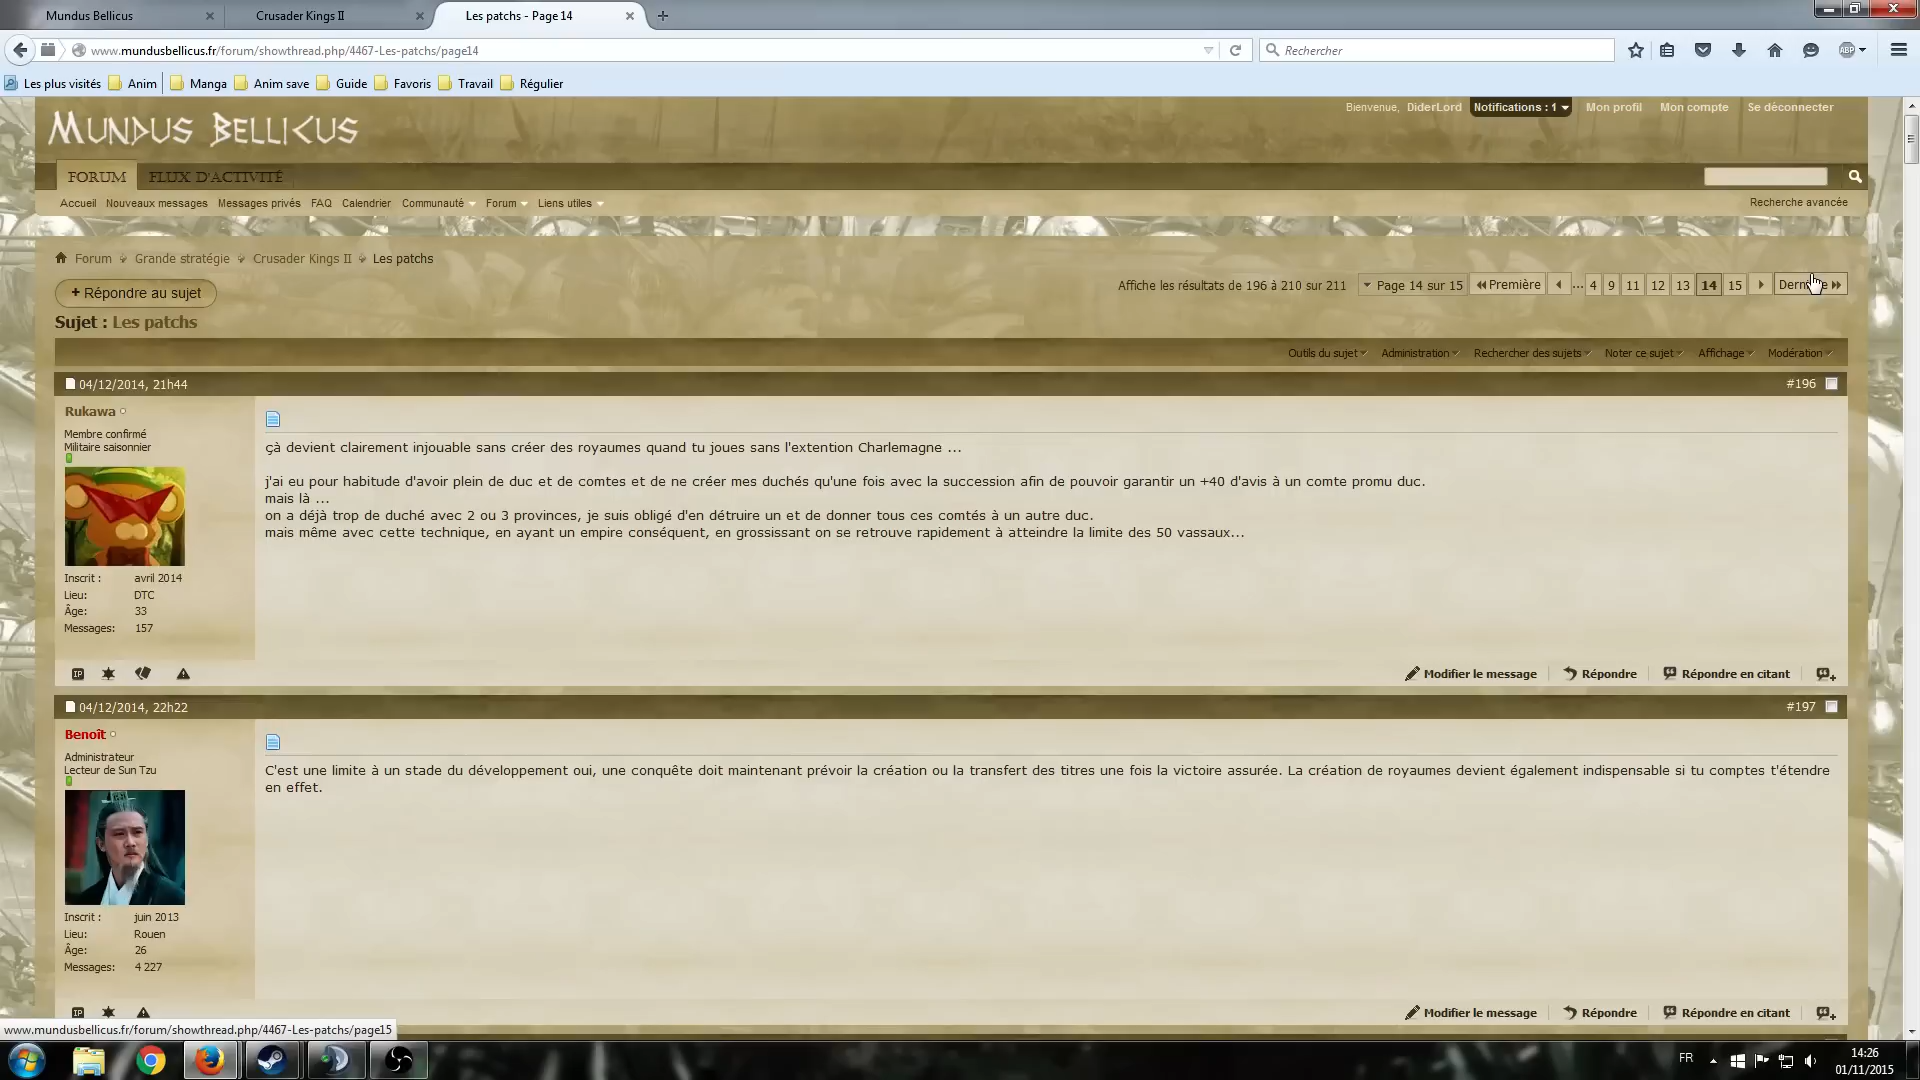 Mundus Bellicus
Crusader Kings II
Les patchs - Page 14
www.mundusbellicus.fr/forum/showthread.php/4467-Les-patchs/page14
Rechercher
ABP
Les plus visités
Anim
Manga
Anim save
Guide
Favoris
Travail
Régulier
Bienvenue, DiderLord
Notifications : 1
Mon profil
Mon compte
Se déconnecter
MUNDUS BELLICUS
FORUM
FLUX D'ACTIVITÉ
Accueil
Nouveaux messages
Messages privés
FAQ
Calendrier
Communauté
Forum
Liens utiles
Recherche avancée
Forum
Grande stratégie
Crusader Kings II
Les patchs
+ Répondre au sujet
Affiche les résultats de 196 à 210 sur 211
Page 14 sur 15
Première
... 4 9 11 12 13 14 15
Sujet : Les patchs
Outils du sujet
Administration
Rechercher des sujets
Noter ce sujet
Affichage
Modération
04/12/2014, 21h44
#196
Rukawa
Membre confirmé
Militaire saisonnier
Inscrit : avril 2014
Lieu: DTC
Âge: 33
Messages: 157
çà devient clairement injouable sans créer des royaumes quand tu joues sans l'extention Charlemagne ...
j'ai eu pour habitude d'avoir plein de duc et de comtes et de ne créer mes duchés qu'une fois avec la succession afin de pouvoir garantir un +40 d'avis à un comte promu duc.
mais là ...
on a déjà trop de duché avec 2 ou 3 provinces, je suis obligé d'en détruire un et de donner tous ces comtés à un autre duc.
mais même avec cette technique, en ayant un empire conséquent, en grossissant on se retrouve rapidement à atteindre la limite des 50 vassaux...
IP
Modifier le message
Répondre
Répondre en citant
04/12/2014, 22h22
#197
Benoît
Administrateur
Lecteur de Sun Tzu
Inscrit : juin 2013
Lieu: Rouen
Âge: 26
Messages: 4 227
C'est une limite à un stade du développement oui, une conquête doit maintenant prévoir la création ou la transfert des titres une fois la victoire assurée. La création de royaumes devient également indispensable si tu comptes t'étendre
en effet.
IP
Modifier le message
Répondre
Répondre en citant
www.mundusbellicus.fr/forum/showthread.php/4467-Les-patchs/page15
FR
14:26
01/11/2015